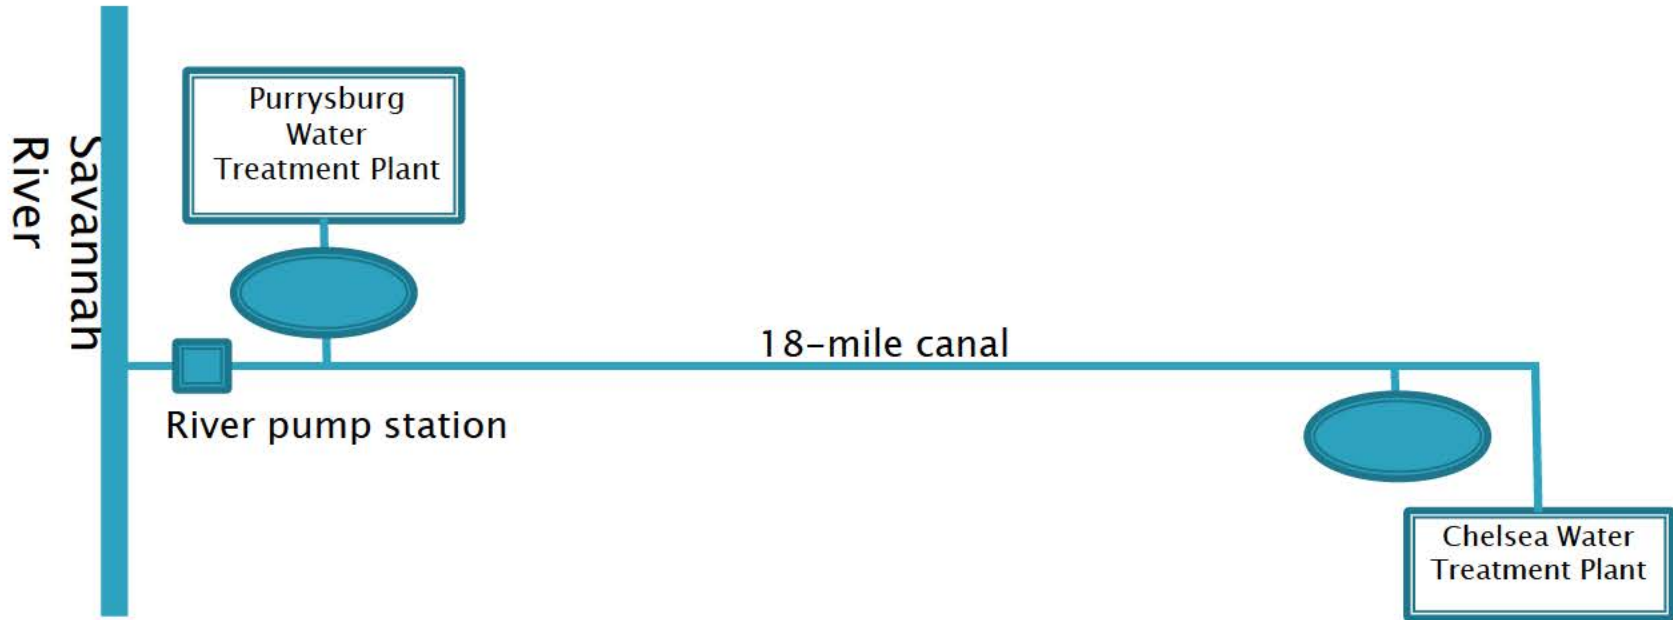 Savannah
River
Purrysburg
Water
Treatment Plant
18-mile canal
River pump station
Chelsea Water
Treatment Plant